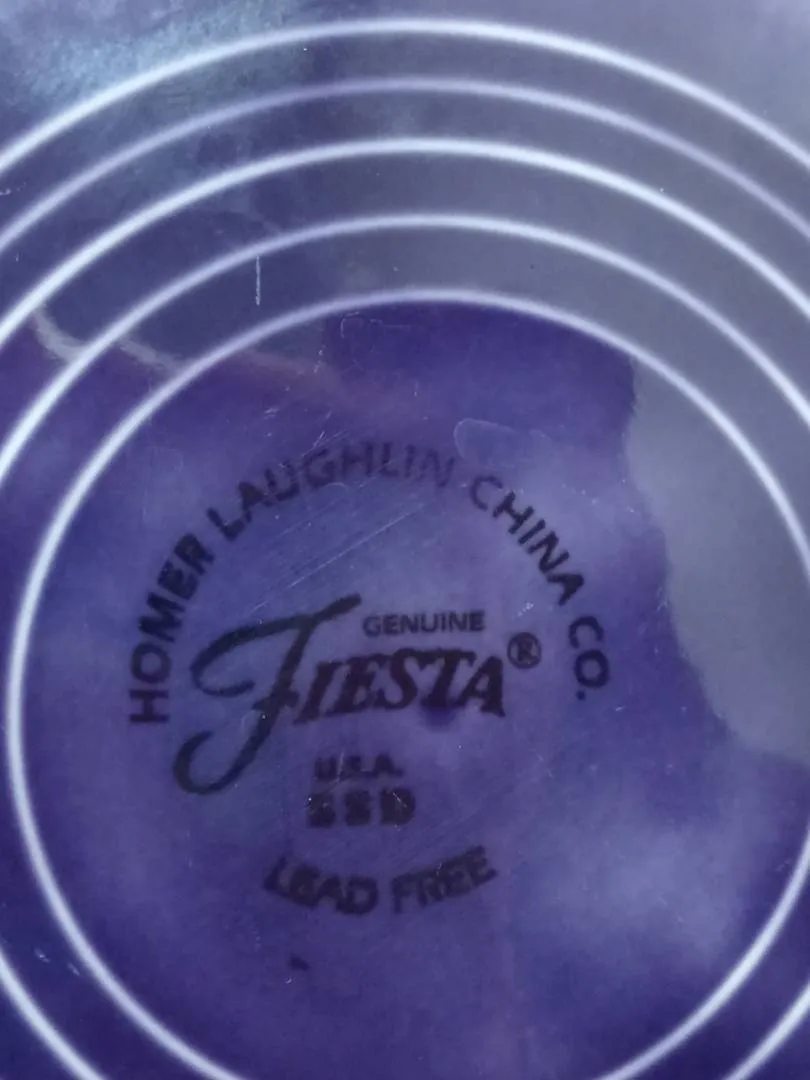 HOMER LAUGHLIN CHINA CO.
GENUINE
FIESTA®
U.S.A.
LEAD FREE